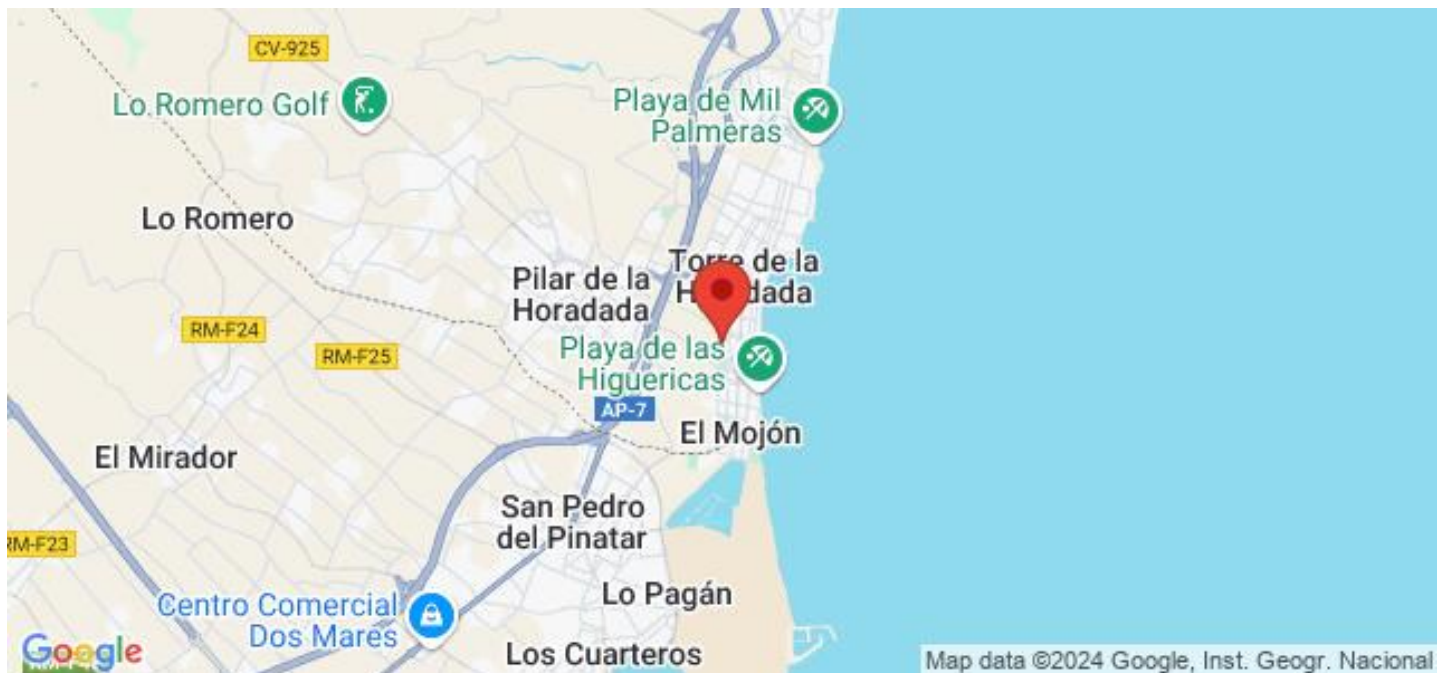 CV-925
Lo Romero Golf
Playa de Mil
Palmeras
Lo Romero
Torre de la
Horadada
Pilar de la
Horadada
RM-F24
RM-F25
Playa de las
Higuericas
AP-7
El Mojón
El Mirador
San Pedro
del Pinatar
RM-F23
Lo Pagán
Centro Comercial
Dos Mares
Los Cuarteros
Google
Map data ©2024 Google, Inst. Geogr. Nacional